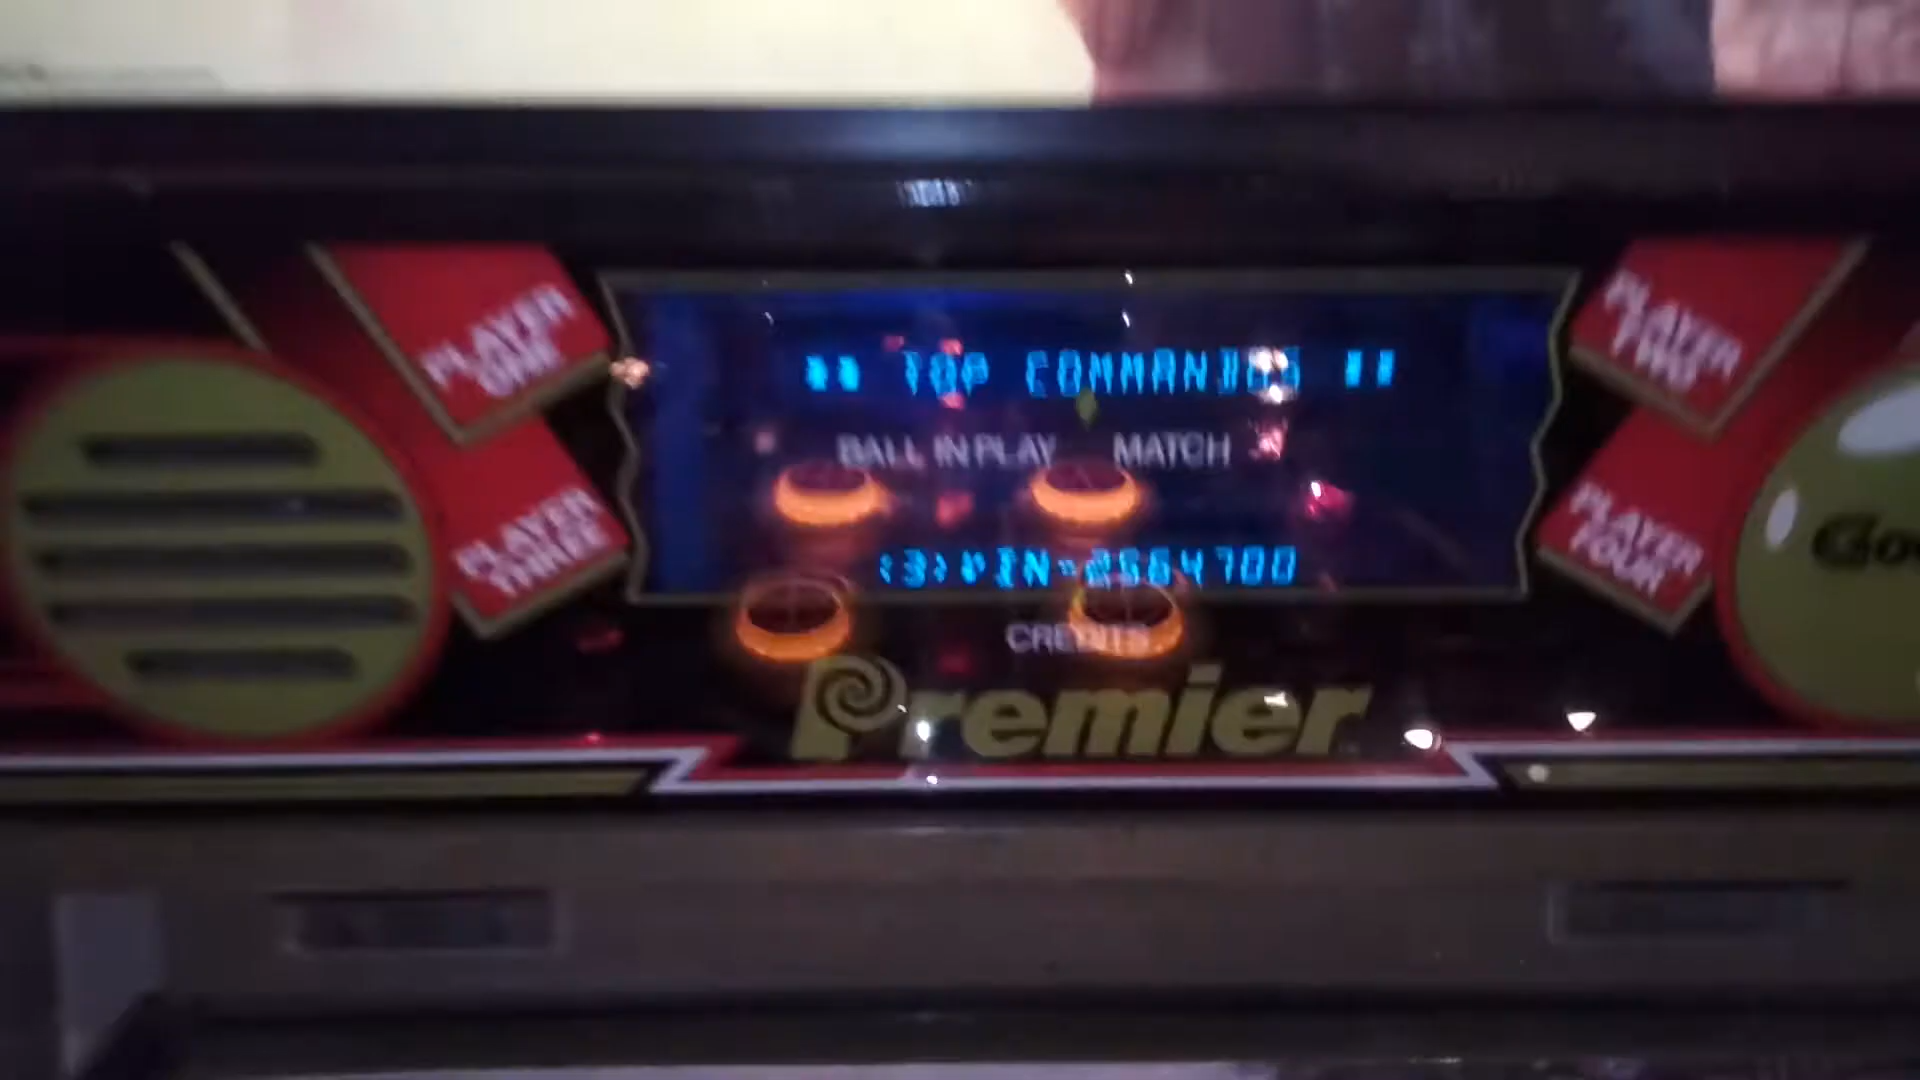 PLAYER
ONE
PLAYER
TWO
TOP COMMANDOS
BALL IN PLAY MATCH
PLAYER
THREE
PLAYER
FOUR
CREDITS
Premier